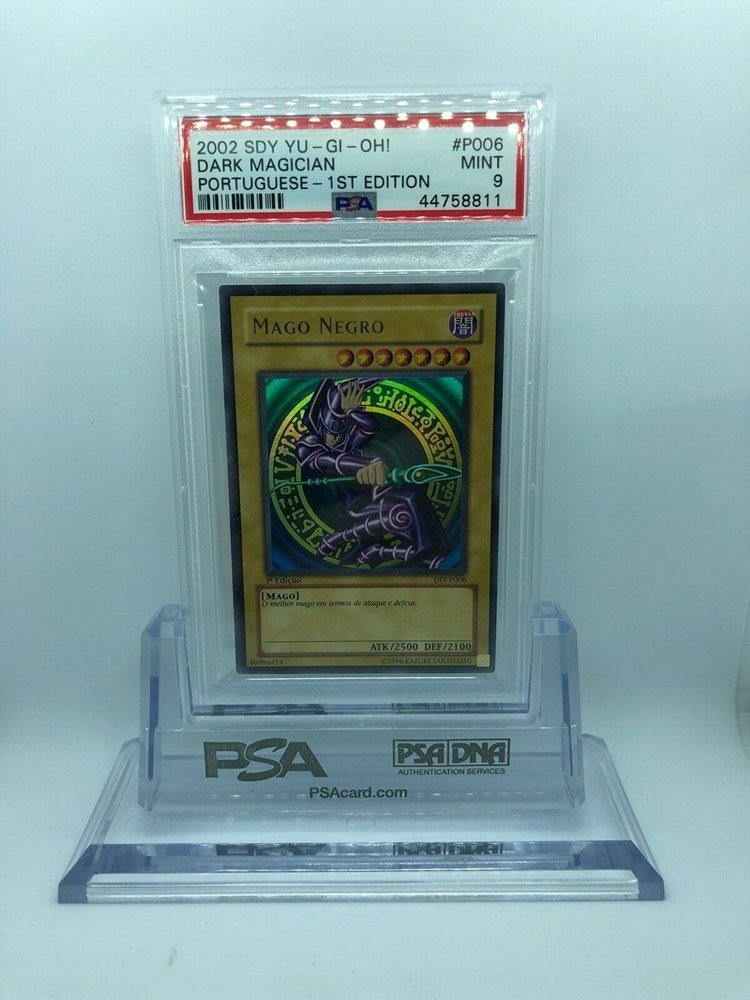 2002 SDY YU-GI-OH! #P006
DARK MAGICIAN MINT
PORTUGUESE - 1ST EDITION 9
PSA 44758811
MAGO NEGRO
TREVAS
闇
1ª Edição DIY-P006
[MAGO]
O melhor mago em termos de ataque e defesa.
ATK/2500 DEF/2100
46986414 ©1996 KAZUKI TAKAHASHI
PSA PSA DNA
AUTHENTICATION SERVICES
PSAcard.com